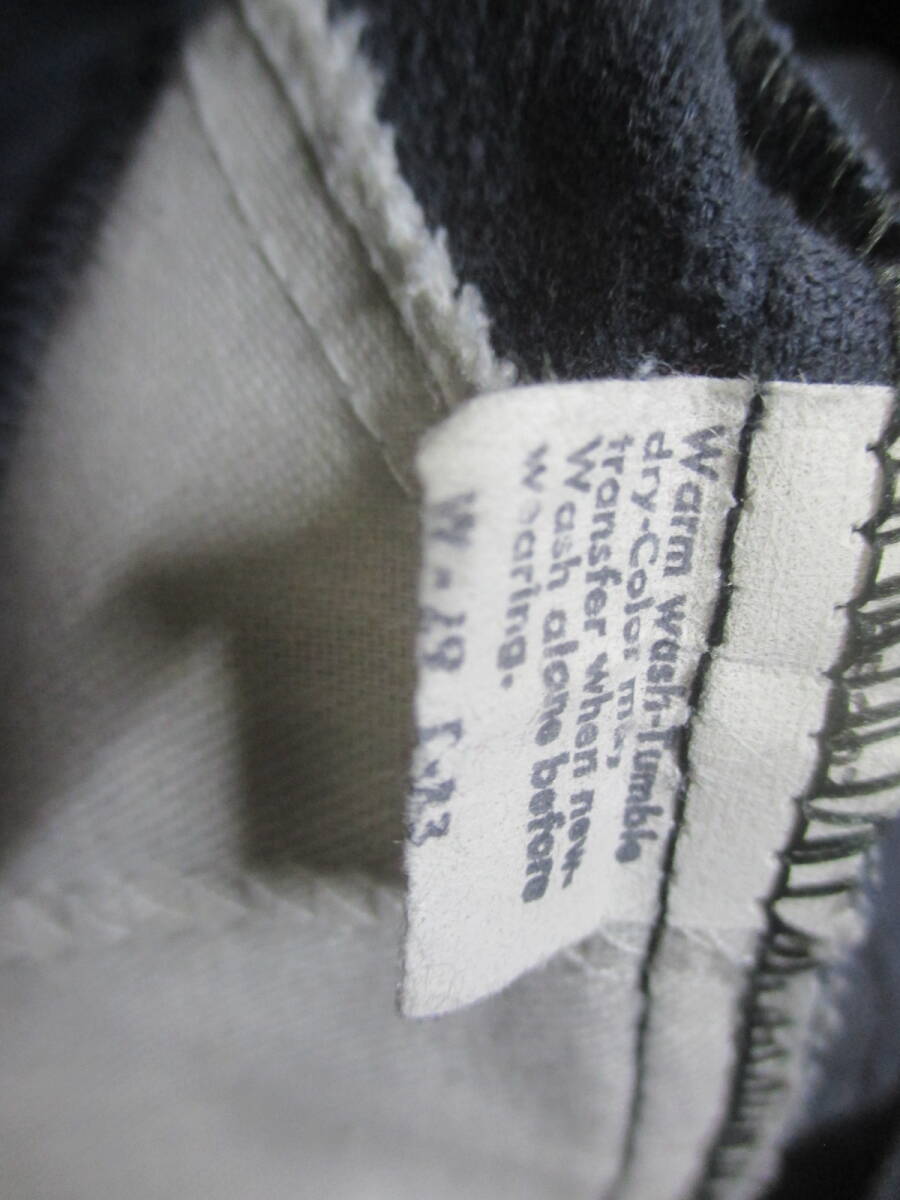 Warm wash-Tumble
dry-Color may
transfer when new-
Wash alone before
wearing.